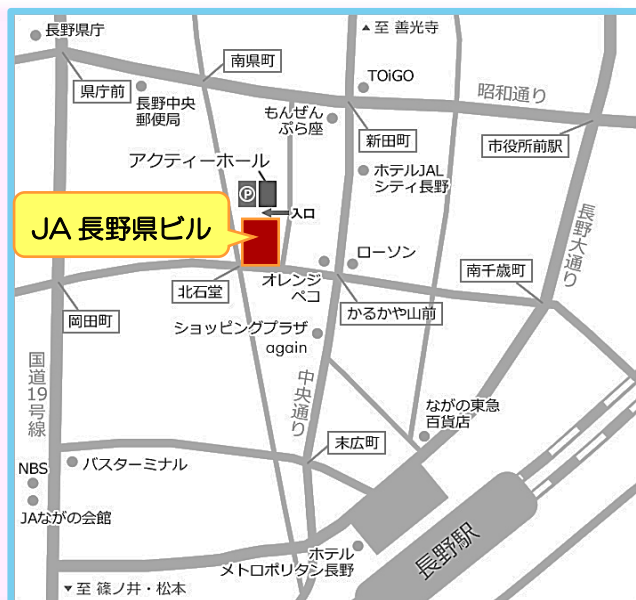 長野県庁
▲至 善光寺
南県町
TOiGO
県庁前
長野中央
郵便局
昭和通り
もんぜん
ぷら座
新田町
市役所前駅
アクティーホール
ホテルJAL
シティ長野
P
入口
JA 長野県ビル
長野大通り
ローソン
南千歳町
オレンジ
ペコ
北石堂
かるかや山前
岡田町
ショッピングプラザ
again
国道19号線
中央通り
ながの東急
百貨店
末広町
NBS
バスターミナル
JAながの会館
長野駅
ホテル
メトロポリタン長野
▼至 篠ノ井・松本